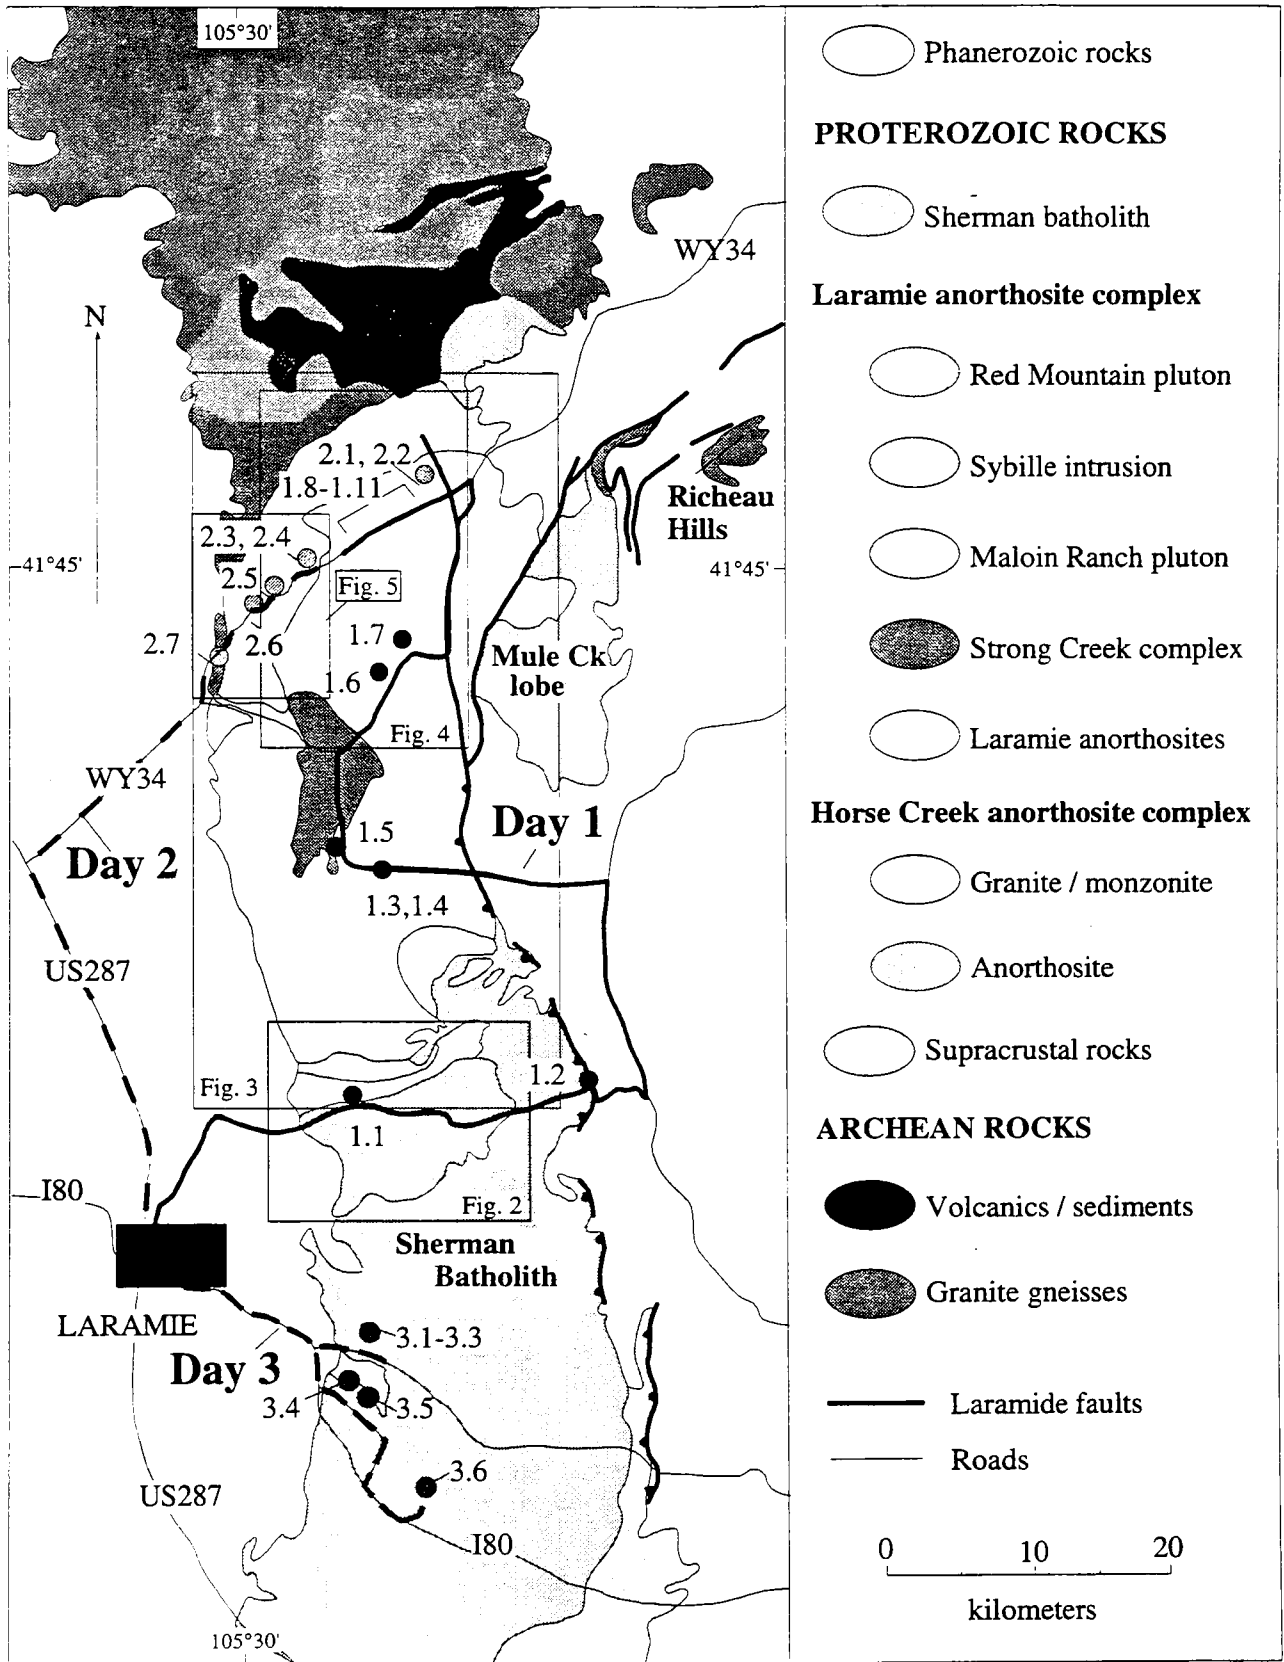 105°30'
WY34
N
2.1, 2.2
1.8-1.11
Richeau
Hills
2.3, 2.4
41°45'
41°45'
2.5
Fig. 5
2.7
2.6
1.7
Mule Ck
lobe
1.6
Fig. 4
WY34
Day 1
1.5
Day 2
1.3,1.4
US287
1.2
Fig. 3
1.1
I80
Fig. 2
Sherman
Batholith
LARAMIE
3.1-3.3
Day 3
3.4
3.5
3.6
US287
I80
105°30'
Phanerozoic rocks
PROTEROZOIC ROCKS
Sherman batholith
Laramie anorthosite complex
Red Mountain pluton
Sybille intrusion
Maloin Ranch pluton
Strong Creek complex
Laramie anorthosites
Horse Creek anorthosite complex
Granite / monzonite
Anorthosite
Supracrustal rocks
ARCHEAN ROCKS
Volcanics / sediments
Granite gneisses
Laramide faults
Roads
0 10 20
kilometers